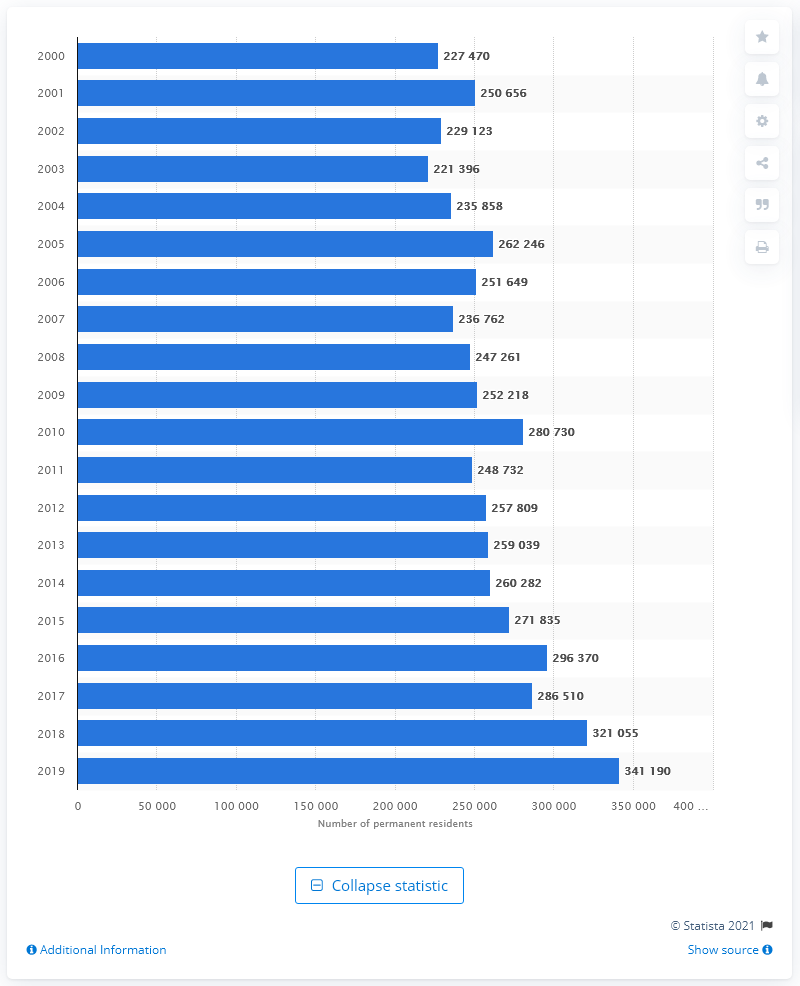 2000 227 470
2001 250 656
2002 229 123
2003 221 396
2004 235 858
2005 262 246
2006 251 649
2007 236 762
2008 247 261
2009 252 218
2010 280 730
2011 248 732
2012 257 809
2013 259 039
2014 260 282
2015 271 835
2016 296 370
2017 286 510
2018 321 055
2019 341 190
0 50 000 100 000 150 000 200 000 250 000 300 000 350 000 400 ...
Number of permanent residents
Collapse statistic
© Statista 2021
Additional Information Show source